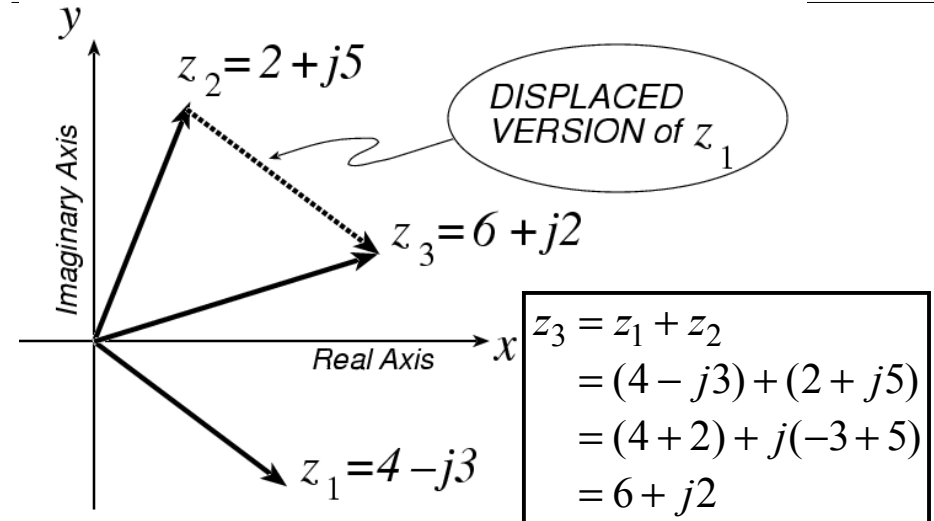 y
Imaginary Axis
z₂ = 2 + j5
DISPLACED
VERSION of z₁
z₃ = 6 + j2
x
Real Axis
z₁ = 4 − j3
z₃ = z₁ + z₂
= (4 − j3) + (2 + j5)
= (4 + 2) + j(−3 + 5)
= 6 + j2